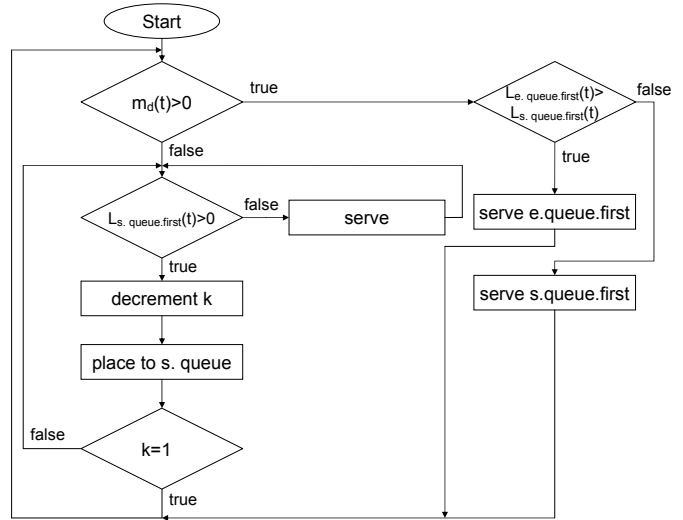 Start
m_d(t)>0
true
L_e. queue.first(t)>
L_s. queue.first(t)
false
false
true
L_s. queue.first(t)>0
false
serve
serve e.queue.first
true
decrement k
serve s.queue.first
place to s. queue
false
k=1
true